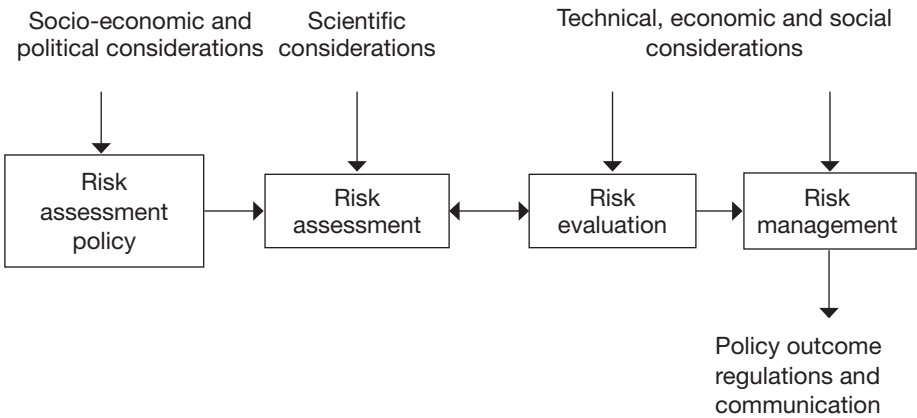 Socio-economic and
political considerations
Scientific
considerations
Technical, economic and social
considerations
Risk
assessment
policy
Risk
assessment
Risk
evaluation
Risk
management
Policy outcome
regulations and
communication